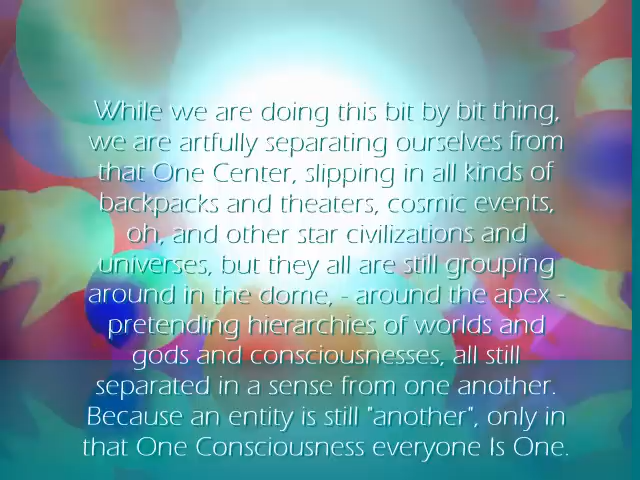 While we are doing this bit by bit thing,
we are artfully separating ourselves from
that One Center, slipping in all kinds of
backpacks and theaters, cosmic events,
oh, and other star civilizations and
universes, but they all are still grouping
around in the dome, - around the apex -
pretending hierarchies of worlds and
gods and consciousnesses, all still
separated in a sense from one another.
Because an entity is still "another", only in
that One Consciousness everyone Is One.